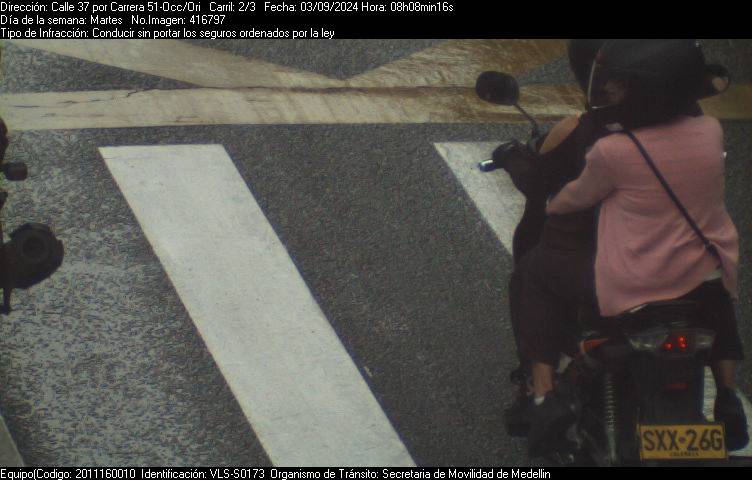 Dirección: Calle 37 por Carrera 51-Occ/Ori Carril: 2/3 Fecha: 03/09/2024 Hora: 08h08min16s
Día de la semana: Martes No.Imagen: 416797
Tipo de Infracción: Conducir sin portar los seguros ordenados por la ley
SXX·26G
COLOMBIA
Equipo(Codigo: 2011160010 Identificación: VLS-S0173 Organismo de Tránsito: Secretaria de Movilidad de Medellin